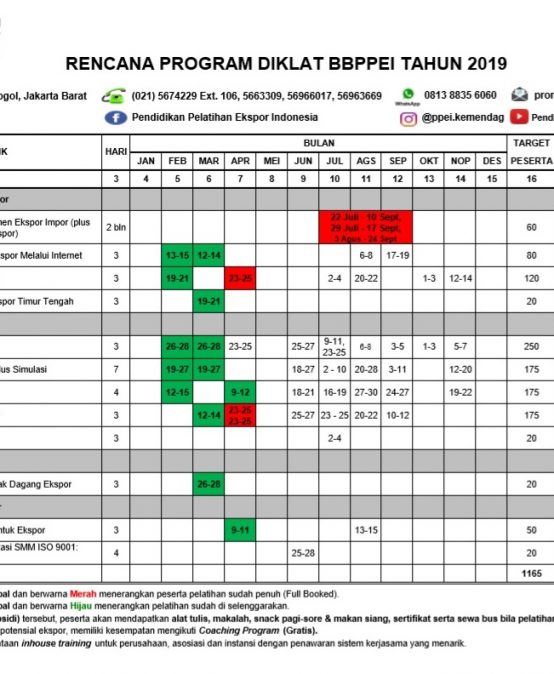 RENCANA PROGRAM DIKLAT BBPPEI TAHUN 2019
ogol, Jakarta Barat (021) 5674229 Ext. 106, 5663309, 56966017, 56963669 WhatsApp 0813 8835 6060 pro
Pendidikan Pelatihan Ekspor Indonesia @ppei.kemendag Pend
IK HARI BULAN TARGET
JAN FEB MAR APR MEI JUN JUL AGS SEP OKT NOP DES PESERTA
3 4 5 6 7 8 9 10 11 12 13 14 15 16
or
men Ekspor Impor (plus 2 bln 22 Juli - 10 Sept, 60
spor) 29 Juli - 17 Sept,
5 Agus - 24 Sept
spor Melalui Internet 3 13-15 12-14 6-8 17-19 80
3 19-21 23-25 2-4 20-22 1-3 12-14 120
spor Timur Tengah 3 19-21 20
3 26-28 26-28 23-25 25-27 9-11, 6-8 3-5 1-3 5-7 250
23-25
lus Simulasi 7 19-27 19-27 18-27 2 - 10 20-28 3-11 12-20 175
4 12-15 9-12 18-21 16-19 27-30 24-27 19-22 175
3 12-14 23-25 25-27 23 - 25 20-22 10-12 175
23-25
3 2-4 20
ak Dagang Ekspor 3 26-28 20
r
ntuk Ekspor 3 9-11 13-15 50
tasi SMM ISO 9001: 4 25-28 20
1165
bal dan berwarna Merah menerangkan peserta pelatihan sudah penuh (Full Booked).
bal dan berwarna Hijau menerangkan pelatihan sudah di selenggarakan.
sidi) tersebut, peserta akan mendapatkan alat tulis, makalah, snack pagi-sore & makan siang, sertifikat serta sewa bus bila pelatihan
potensial ekspor, memiliki kesempatan mengikuti Coaching Program (Gratis).
ntaan inhouse training untuk perusahaan, asosiasi dan instansi dengan penawaran sistem kerjasama yang menarik.